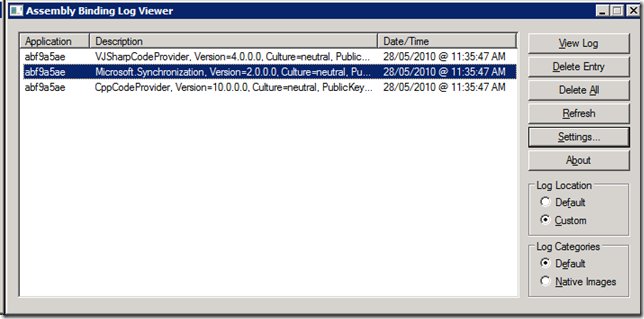 Assembly Binding Log Viewer
Application Description Date/Time
abf9a5ae VJSharpCodeProvider, Version=4.0.0.0, Culture=neutral, Public... 28/05/2010 @ 11:35:47 AM
abf9a5ae Microsoft.Synchronization, Version=2.0.0.0, Culture=neutral, Pu... 28/05/2010 @ 11:35:47 AM
abf9a5ae CppCodeProvider, Version=10.0.0.0, Culture=neutral, PublicKey... 28/05/2010 @ 11:35:47 AM
View Log
Delete Entry
Delete All
Refresh
Settings...
About
Log Location
Default
Custom
Log Categories
Default
Native Images